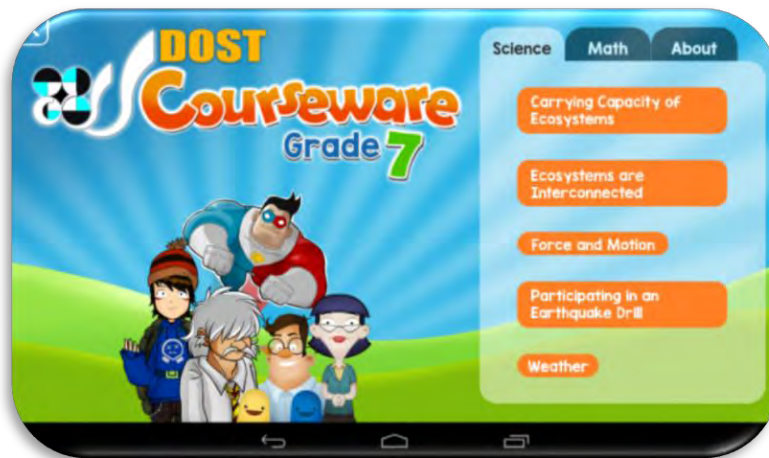 DOST
Courseware
Grade 7
Science
Math
About
Carrying Capacity of
Ecosystems
Ecosystems are
Interconnected
Force and Motion
Participating in an
Earthquake Drill
Weather